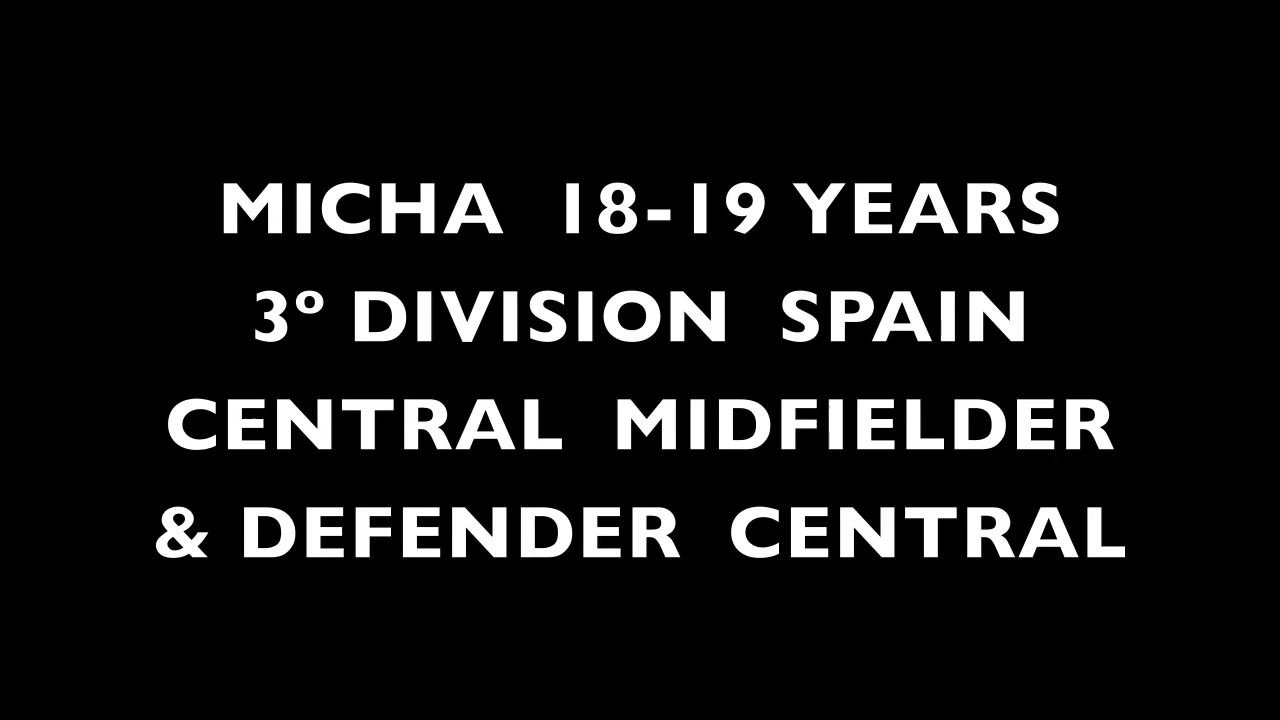 MICHA 18-19 YEARS
3º DIVISION SPAIN
CENTRAL MIDFIELDER
& DEFENDER CENTRAL